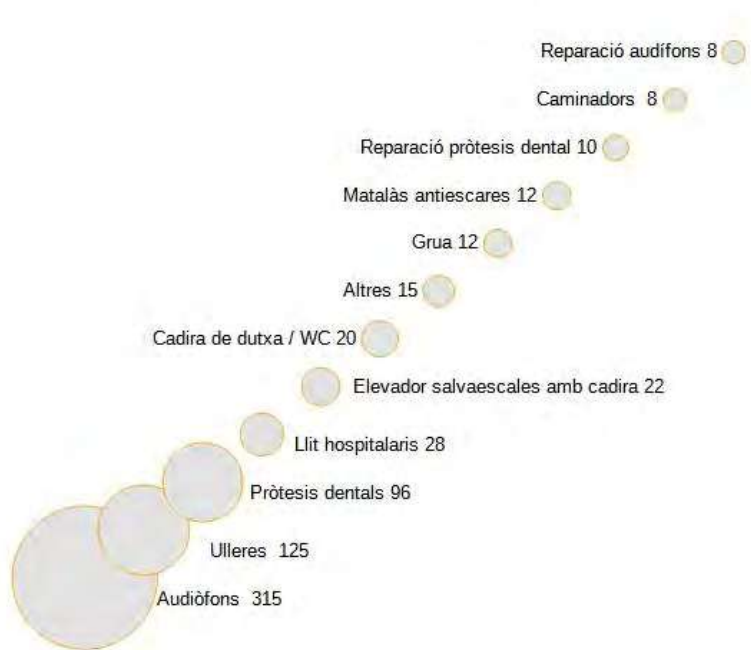 Reparació audífons 8
Caminadors 8
Reparació pròtesis dental 10
Matalàs antiescares 12
Grua 12
Altres 15
Cadira de dutxa / WC 20
Elevador salvaescales amb cadira 22
Llit hospitalaris 28
Pròtesis dentals 96
Ulleres 125
Audiòfons 315